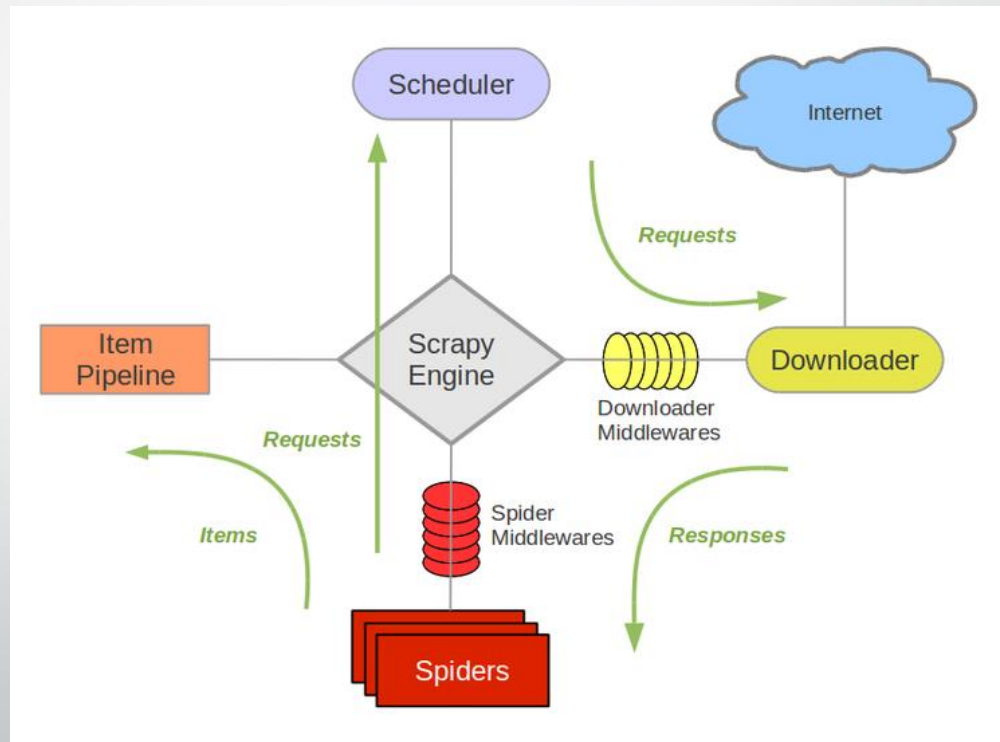 Scheduler
Internet
Requests
Item
Pipeline
Scrapy
Engine
Downloader
Downloader
Middlewares
Requests
Items
Spider
Middlewares
Responses
Spiders